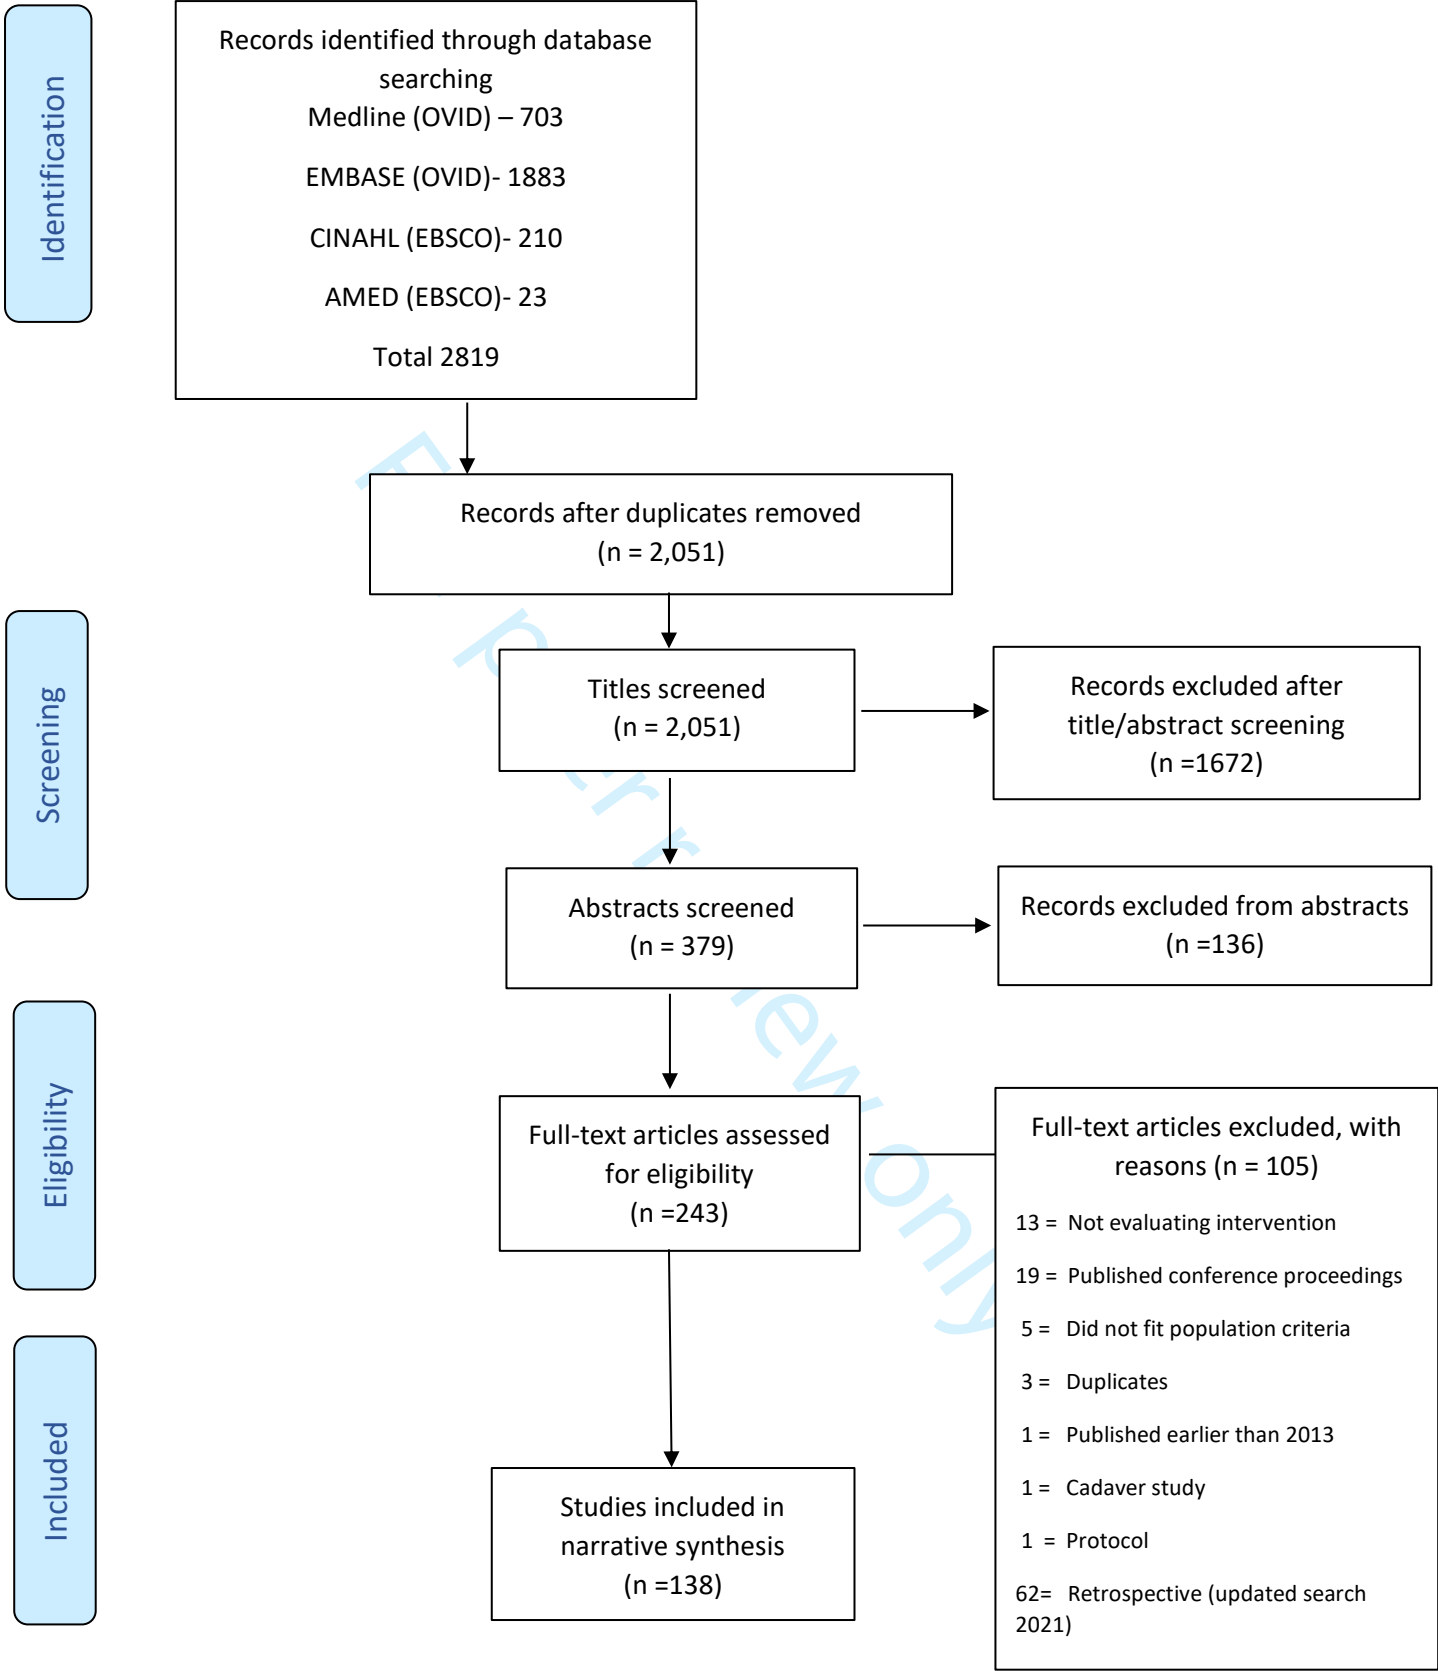 Identification
Records identified through database
searching
Medline (OVID) – 703
EMBASE (OVID)- 1883
CINAHL (EBSCO)- 210
AMED (EBSCO)- 23
Total 2819
Records after duplicates removed
(n = 2,051)
Screening
Titles screened
(n = 2,051)
Records excluded after
title/abstract screening
(n =1672)
Abstracts screened
(n = 379)
Records excluded from abstracts
(n =136)
Eligibility
Full-text articles assessed
for eligibility
(n =243)
Full-text articles excluded, with
reasons (n = 105)
13 = Not evaluating intervention
19 = Published conference proceedings
5 = Did not fit population criteria
3 = Duplicates
1 = Published earlier than 2013
1 = Cadaver study
1 = Protocol
62= Retrospective (updated search
2021)
Included
Studies included in
narrative synthesis
(n =138)
only